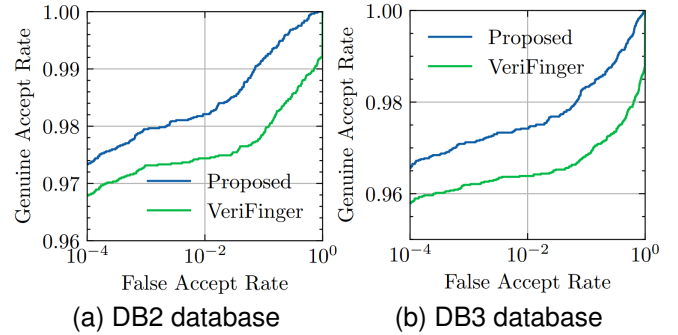 Genuine Accept Rate
1.00
0.99
0.98
0.97
0.96
Proposed
VeriFinger
10^-4
10^-2
10^0
False Accept Rate
(a) DB2 database
Genuine Accept Rate
1.00
0.98
0.96
Proposed
VeriFinger
10^-4
10^-2
10^0
False Accept Rate
(b) DB3 database